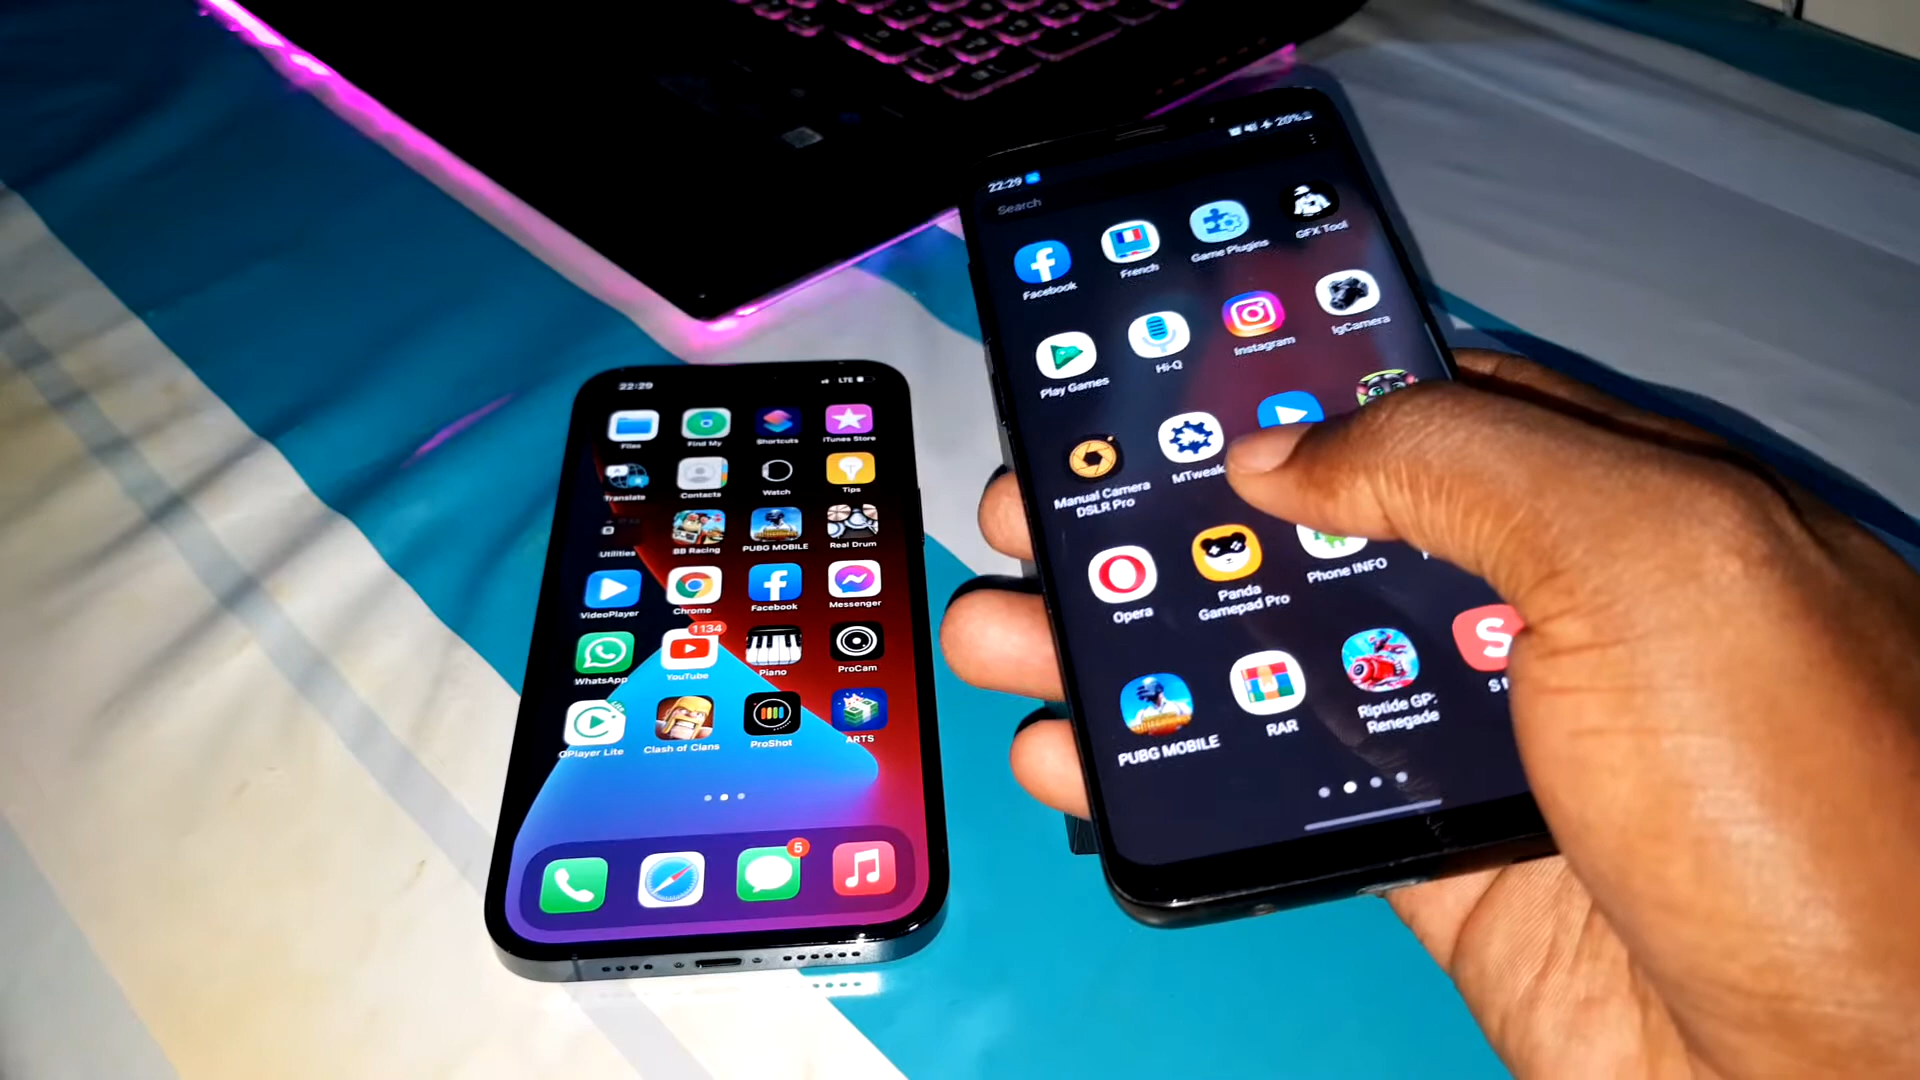 22:29
LTE
Files
Find My
Shortcuts
iTunes Store
Translate
Contacts
Watch
Tips
Utilities
BB Racing
PUBG MOBILE
Real Drum
VideoPlayer
Chrome
Facebook
Messenger
1134
WhatsApp
YouTube
Piano
ProCam
Lite
OPlayer Lite
Clash of Clans
ProShot
ARTS
5
22:29
20%
Search
Facebook
French
Game Plugins
GFX Tool
Play Games
Hi-Q
Instagram
IgCamera
Manual Camera
DSLR Pro
MTweak
Opera
Panda
Gamepad Pro
Phone INFO
PUBG MOBILE
RAR
Riptide GP:
Renegade
S